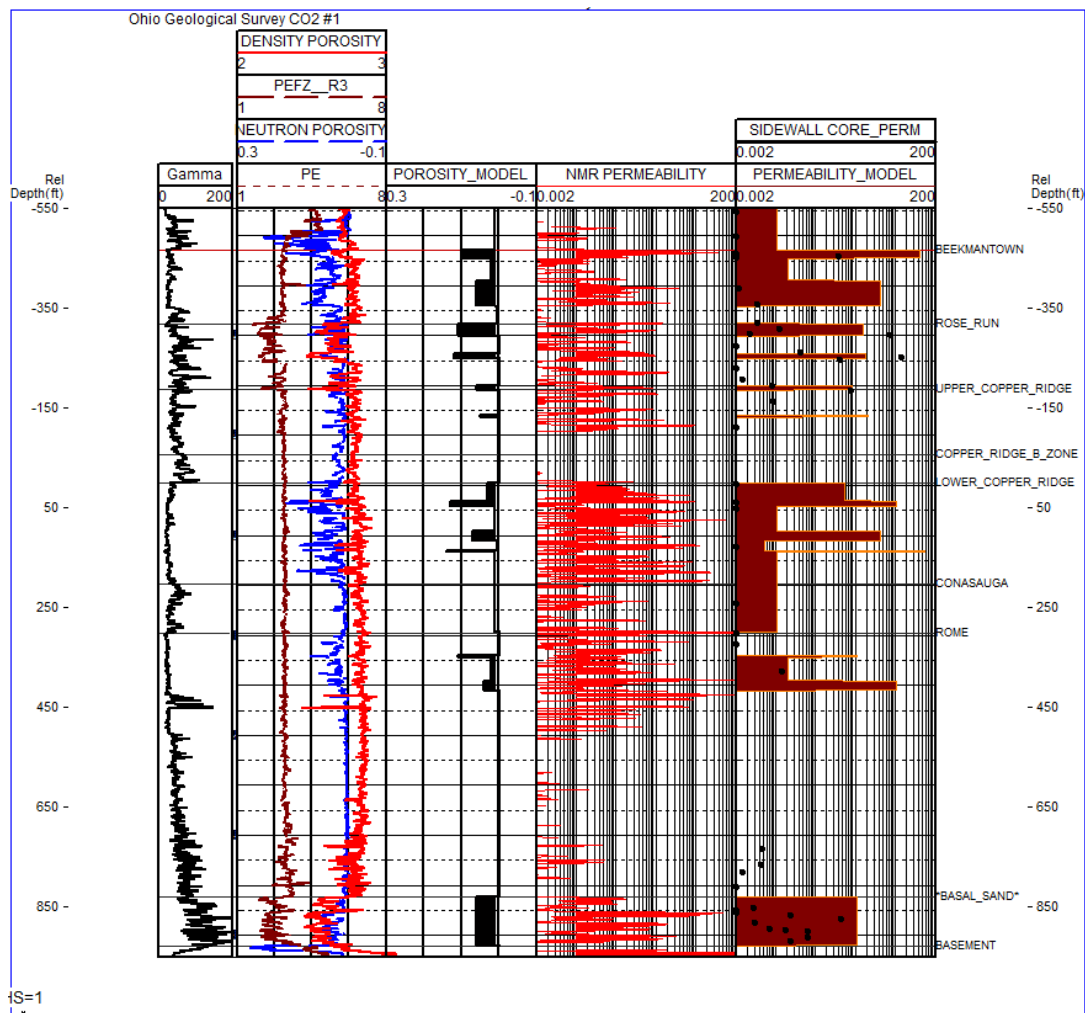 Ohio Geological Survey CO2 #1
DENSITY POROSITY
2 3
PEFZ__R3
1 8
NEUTRON POROSITY
0.3 -0.1
SIDEWALL CORE_PERM
0.002 200
Gamma PE POROSITY_MODEL NMR PERMEABILITY PERMEABILITY_MODEL
Rel
Depth(ft)
0 200 1 8 0.3 -0.1 0.002 200 0.002 200
Rel
Depth(ft)
-550 - - -550
BEEKMANTOWN
-350 - - -350
ROSE_RUN
UPPER_COPPER_RIDGE
-150 - - -150
COPPER_RIDGE_B_ZONE
LOWER_COPPER_RIDGE
50 - - 50
CONASAUGA
250 - - 250
ROME
450 - - 450
650 - - 650
*BASAL_SAND*
850 - - 850
BASEMENT
HS=1